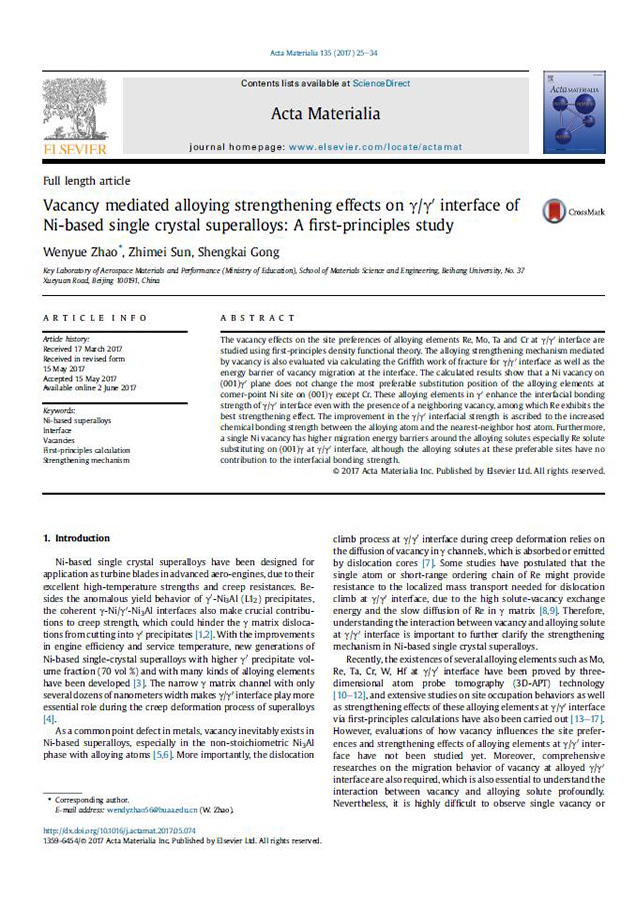 Acta Materialia 135 (2017) 25–34
Contents lists available at ScienceDirect
Acta Materialia
journal homepage: www.elsevier.com/locate/actamat
ELSEVIER
Acta MATERIALIA
Full length article
Vacancy mediated alloying strengthening effects on γ/γ′ interface of
Ni-based single crystal superalloys: A first-principles study
CrossMark
Wenyue Zhao*, Zhimei Sun, Shengkai Gong
Key Laboratory of Aerospace Materials and Performance (Ministry of Education), School of Materials Science and Engineering, Beihang University, No. 37
Xueyuan Road, Beijing 100191, China
ARTICLE INFO
Article history:
Received 17 March 2017
Received in revised form
15 May 2017
Accepted 15 May 2017
Available online 2 June 2017
Keywords:
Ni-based superalloys
Interface
Vacancies
First-principles calculation
Strengthening mechanism
ABSTRACT
The vacancy effects on the site preferences of alloying elements Re, Mo, Ta and Cr at γ/γ′ interface are
studied using first-principles density functional theory. The alloying strengthening mechanism mediated
by vacancy is also evaluated via calculating the Griffith work of fracture for γ/γ′ interface as well as the
energy barrier of vacancy migration at the interface. The calculated results show that a Ni vacancy on
(001)γ′ plane does not change the most preferable substitution position of the alloying elements at
corner-point Ni site on (001)γ except Cr. These alloying elements in γ′ enhance the interfacial bonding
strength of γ/γ′ interface even with the presence of a neighboring vacancy, among which Re exhibits the
best strengthening effect. The improvement in the γ/γ′ interfacial strength is ascribed to the increased
chemical bonding strength between the alloying atom and the nearest-neighbor host atom. Furthermore,
a single Ni vacancy has higher migration energy barriers around the alloying solutes especially Re solute
substituting on (001)γ at γ/γ′ interface, although the alloying solutes at these preferable sites have no
contribution to the interfacial bonding strength.
© 2017 Acta Materialia Inc. Published by Elsevier Ltd. All rights reserved.
1. Introduction
Ni-based single crystal superalloys have been designed for
application as turbine blades in advanced aero-engines, due to their
excellent high-temperature strengths and creep resistances. Be-
sides the anomalous yield behavior of γ′-Ni3Al (L12) precipitates,
the coherent γ-Ni/γ′-Ni3Al interfaces also make crucial contribu-
tions to creep strength, which could hinder the γ matrix disloca-
tions from cutting into γ′ precipitates [1,2]. With the improvements
in engine efficiency and service temperature, new generations of
Ni-based single-crystal superalloys with higher γ′ precipitate vol-
ume fraction (70 vol %) and with many kinds of alloying elements
have been developed [3]. The narrow γ matrix channel with only
several dozens of nanometers width makes γ/γ′ interface play more
essential role during the creep deformation process of superalloys
[4].
As a common point defect in metals, vacancy inevitably exists in
Ni-based superalloys, especially in the non-stoichiometric Ni3Al
phase with alloying atoms [5,6]. More importantly, the dislocation
climb process at γ/γ′ interface during creep deformation relies on
the diffusion of vacancy in γ channels, which is absorbed or emitted
by dislocation cores [7]. Some studies have postulated that the
single atom or short-range ordering chain of Re might provide
resistance to the localized mass transport needed for dislocation
climb at γ/γ′ interface, due to the high solute-vacancy exchange
energy and the slow diffusion of Re in γ matrix [8,9]. Therefore,
understanding the interaction between vacancy and alloying solute
at γ/γ′ interface is important to further clarify the strengthening
mechanism in Ni-based single crystal superalloys.
Recently, the existences of several alloying elements such as Mo,
Re, Ta, Cr, W, Hf at γ/γ′ interface have been proved by three-
dimensional atom probe tomography (3D-APT) technology
[10–12], and extensive studies on site occupation behaviors as well
as strengthening effects of these alloying elements at γ/γ′ interface
via first-principles calculations have also been carried out [13–17].
However, evaluations of how vacancy influences the site prefer-
ences and strengthening effects of alloying elements at γ/γ′ inter-
face have not been studied yet. Moreover, comprehensive
researches on the migration behavior of vacancy at alloyed γ/γ′
interface are also required, which is also essential to understand the
interaction between vacancy and alloying solute profoundly.
Nevertheless, it is highly difficult to observe single vacancy or
* Corresponding author.
E-mail address: wendyzhao56@buaa.edu.cn (W. Zhao).
http://dx.doi.org/10.1016/j.actamat.2017.05.074
1359-6454/© 2017 Acta Materialia Inc. Published by Elsevier Ltd. All rights reserved.